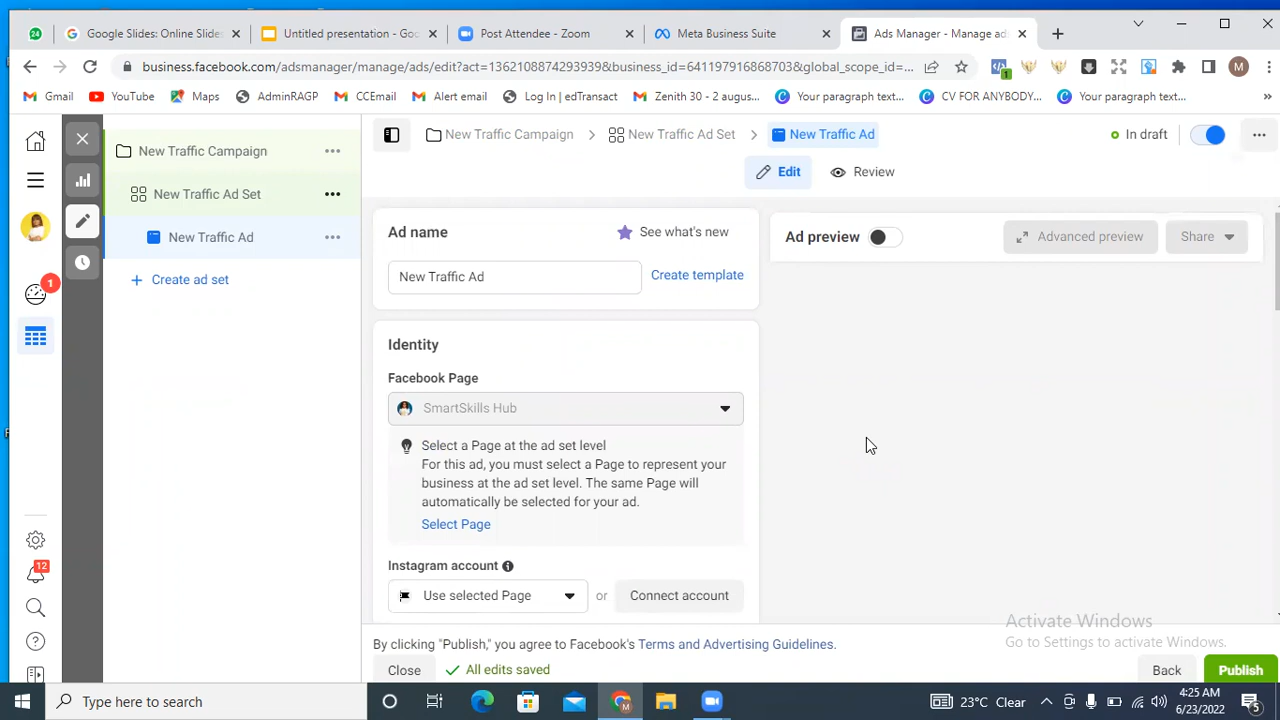 24
Google Slides: Online Slide:
Untitled presentation - Goo
Post Attendee - Zoom
Meta Business Suite
Ads Manager - Manage ads
business.facebook.com/adsmanager/manage/ads/edit?act=1362108874293939&business_id=641197916898703&global_scope_id=...
1
M
Gmail
YouTube
Maps
AdminRAGP
CCEmail
Alert email
Log In | edTransact
Zenith 30 - 2 augus...
Your paragraph text...
CV FOR ANYBODY...
Your paragraph text...
»
New Traffic Campaign
New Traffic Ad Set
New Traffic Ad
In draft
New Traffic Campaign
New Traffic Ad Set
New Traffic Ad
+ Create ad set
1
12
Edit
Review
Ad name
See what's new
New Traffic Ad
Create template
Ad preview
Advanced preview
Share
Identity
Facebook Page
SmartSkills Hub
Select a Page at the ad set level
For this ad, you must select a Page to represent your
business at the ad set level. The same Page will
automatically be selected for your ad.
Select Page
Instagram account
Use selected Page
or
Connect account
Activate Windows
Go to Settings to activate Windows.
By clicking "Publish," you agree to Facebook's Terms and Advertising Guidelines.
Close
All edits saved
Back
Publish
Type here to search
23°C Clear
4:25 AM
6/23/2022
5